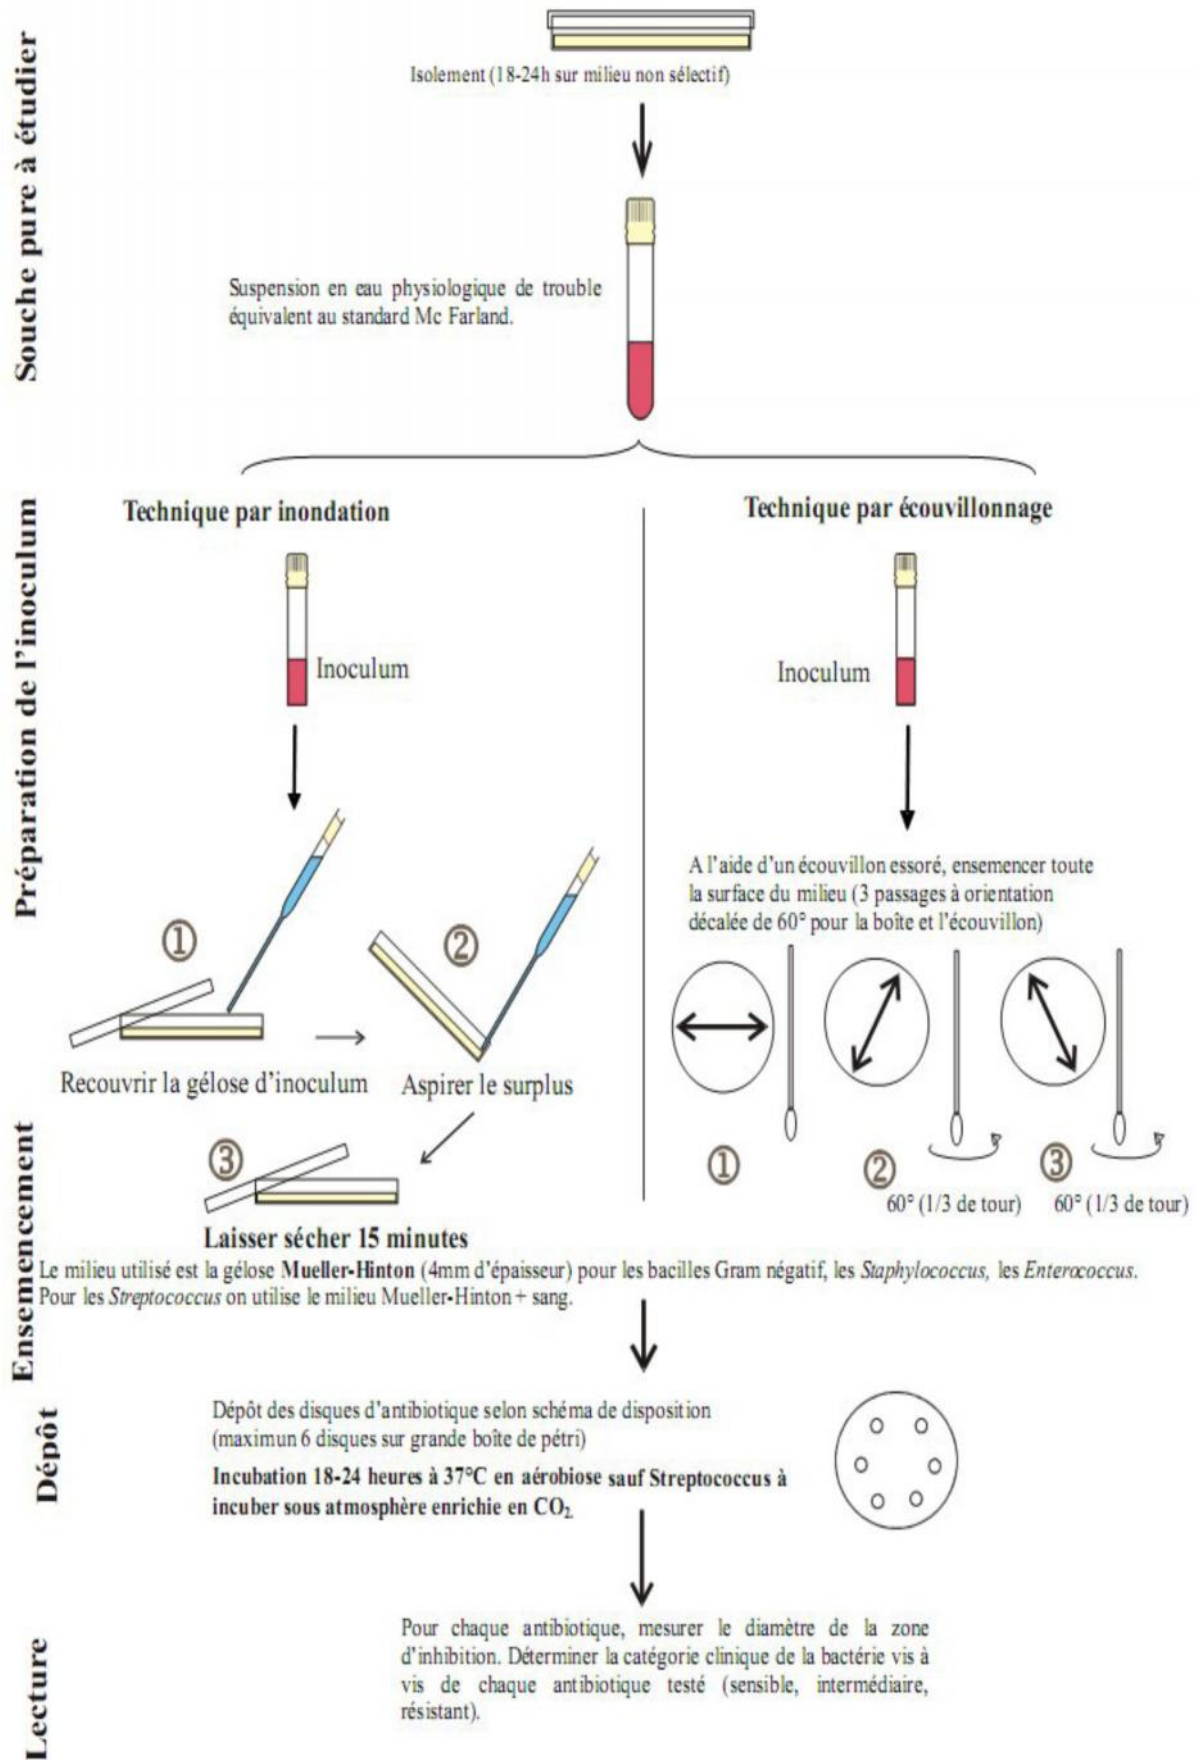 Souche pure à étudier
Isolement (18-24h sur milieu non sélectif)
Suspension en eau physiologique de trouble
équivalent au standard Mc Farland.
Préparation de l'inoculum
Technique par inondation
Inoculum
①
②
Recouvrir la gélose d'inoculum
Aspirer le surplus
③
Laisser sécher 15 minutes
Technique par écouvillonnage
Inoculum
A l'aide d'un écouvillon essoré, ensemencer toute
la surface du milieu (3 passages à orientation
décalée de 60° pour la boîte et l'écouvillon)
①
②
60° (1/3 de tour)
③
60° (1/3 de tour)
Ensemencement
Le milieu utilisé est la gélose Mueller-Hinton (4mm d'épaisseur) pour les bacilles Gram négatif, les Staphylococcus, les Enterococcus.
Pour les Streptococcus on utilise le milieu Mueller-Hinton + sang.
Dépôt
Dépôt des disques d'antibiotique selon schéma de disposition
(maximun 6 disques sur grande boîte de pétri)
Incubation 18-24 heures à 37°C en aérobiose sauf Streptococcus à
incuber sous atmosphère enrichie en CO₂.
Lecture
Pour chaque antibiotique, mesurer le diamètre de la zone
d'inhibition. Déterminer la catégorie clinique de la bactérie vis à
vis de chaque antibiotique testé (sensible, intermédiaire,
résistant).